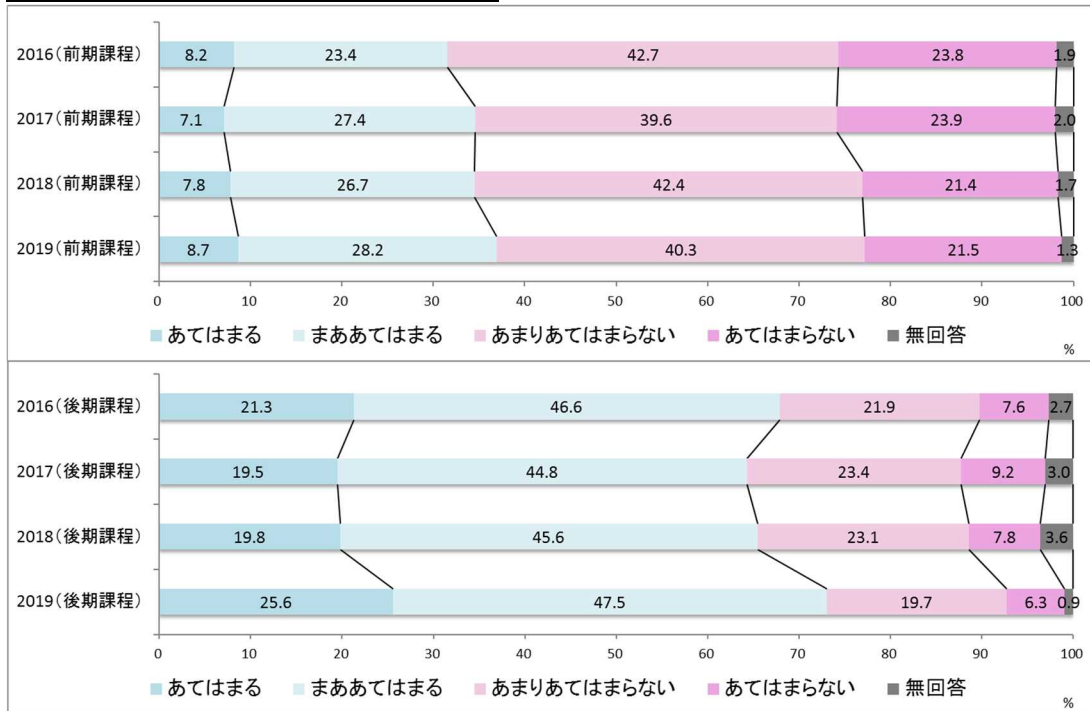 2016(前期課程) 8.2 23.4 42.7 23.8 1.9
2017(前期課程) 7.1 27.4 39.6 23.9 2.0
2018(前期課程) 7.8 26.7 42.4 21.4 1.7
2019(前期課程) 8.7 28.2 40.3 21.5 1.3
0 10 20 30 40 50 60 70 80 90 100
あてはまる まああてはまる あまりあてはまらない あてはまらない 無回答
%
2016(後期課程) 21.3 46.6 21.9 7.6 2.7
2017(後期課程) 19.5 44.8 23.4 9.2 3.0
2018(後期課程) 19.8 45.6 23.1 7.8 3.6
2019(後期課程) 25.6 47.5 19.7 6.3 0.9
0 10 20 30 40 50 60 70 80 90 100
あてはまる まああてはまる あまりあてはまらない あてはまらない 無回答
%